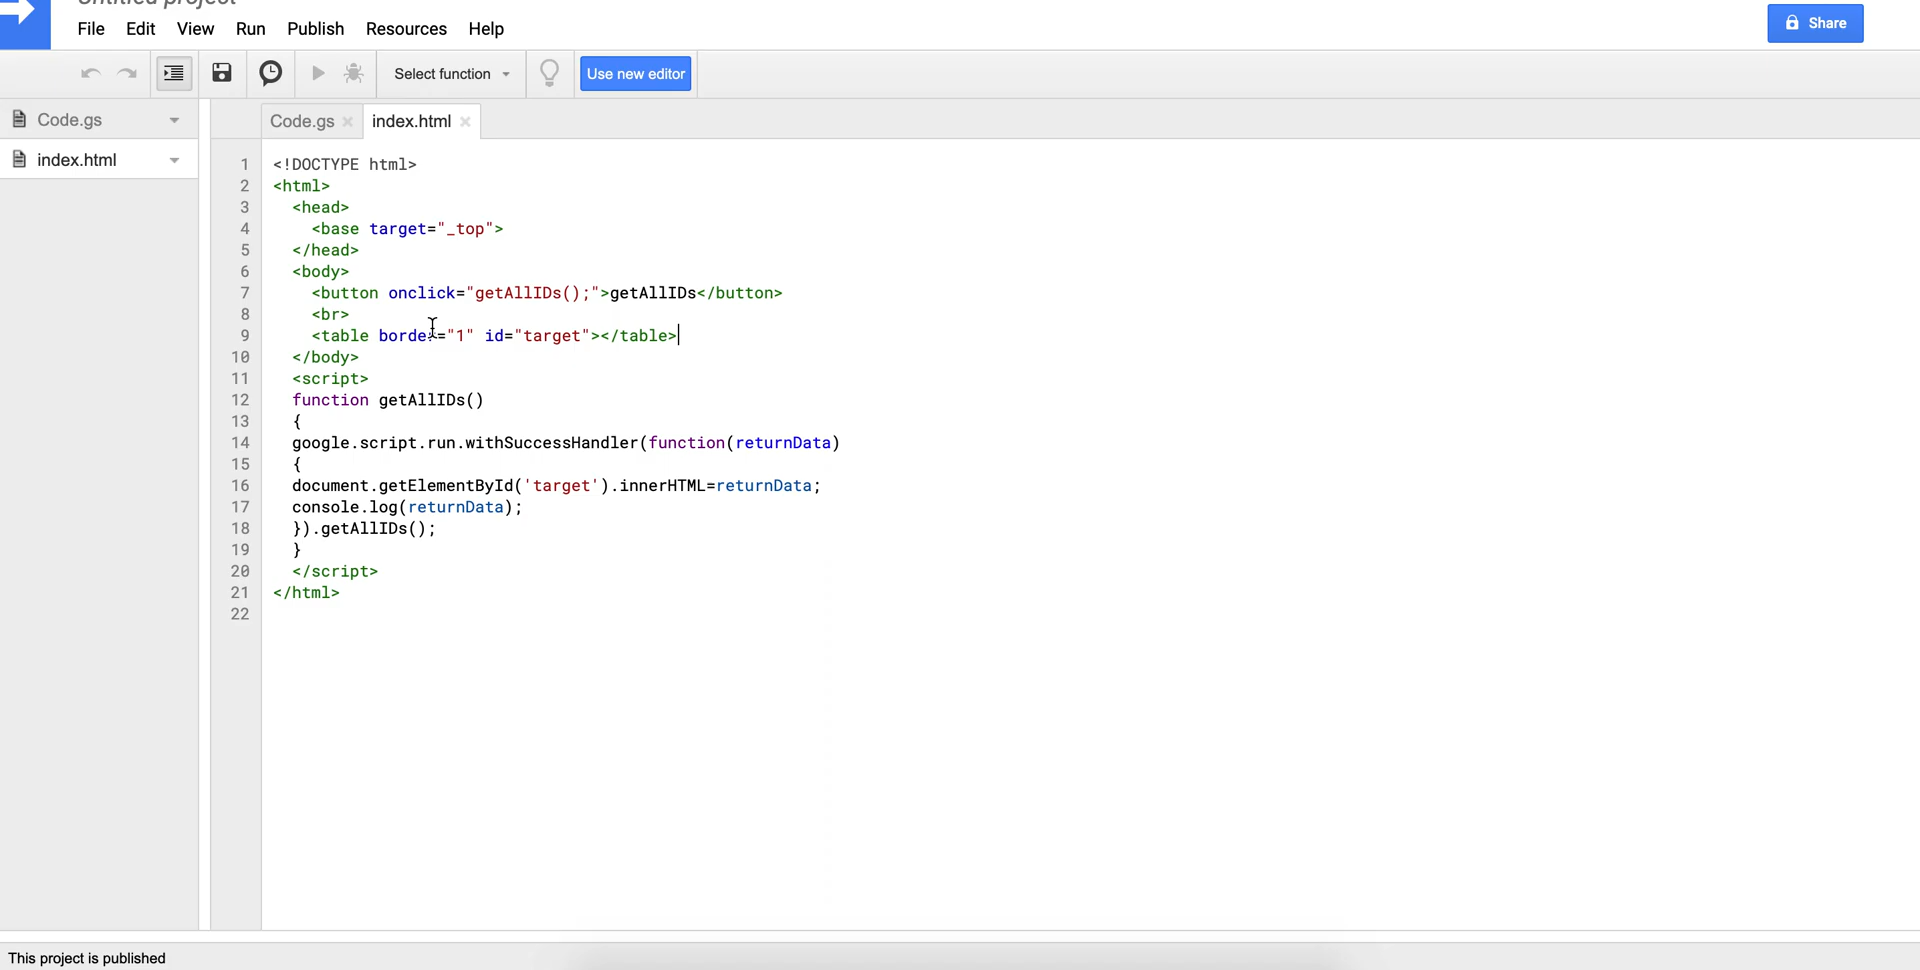 Untitled project
File Edit View Run Publish Resources Help
Share
Select function
Use new editor
Code.gs
index.html
Code.gs index.html
1 <!DOCTYPE html>
2 <html>
3 <head>
4 <base target="_top">
5 </head>
6 <body>
7 <button onclick="getAllIDs();">getAllIDs</button>
8 <br>
9 <table border="1" id="target"></table>
10 </body>
11 <script>
12 function getAllIDs()
13 {
14 google.script.run.withSuccessHandler(function(returnData)
15 {
16 document.getElementById('target').innerHTML=returnData;
17 console.log(returnData);
18 }).getAllIDs();
19 }
20 </script>
21 </html>
22
This project is published